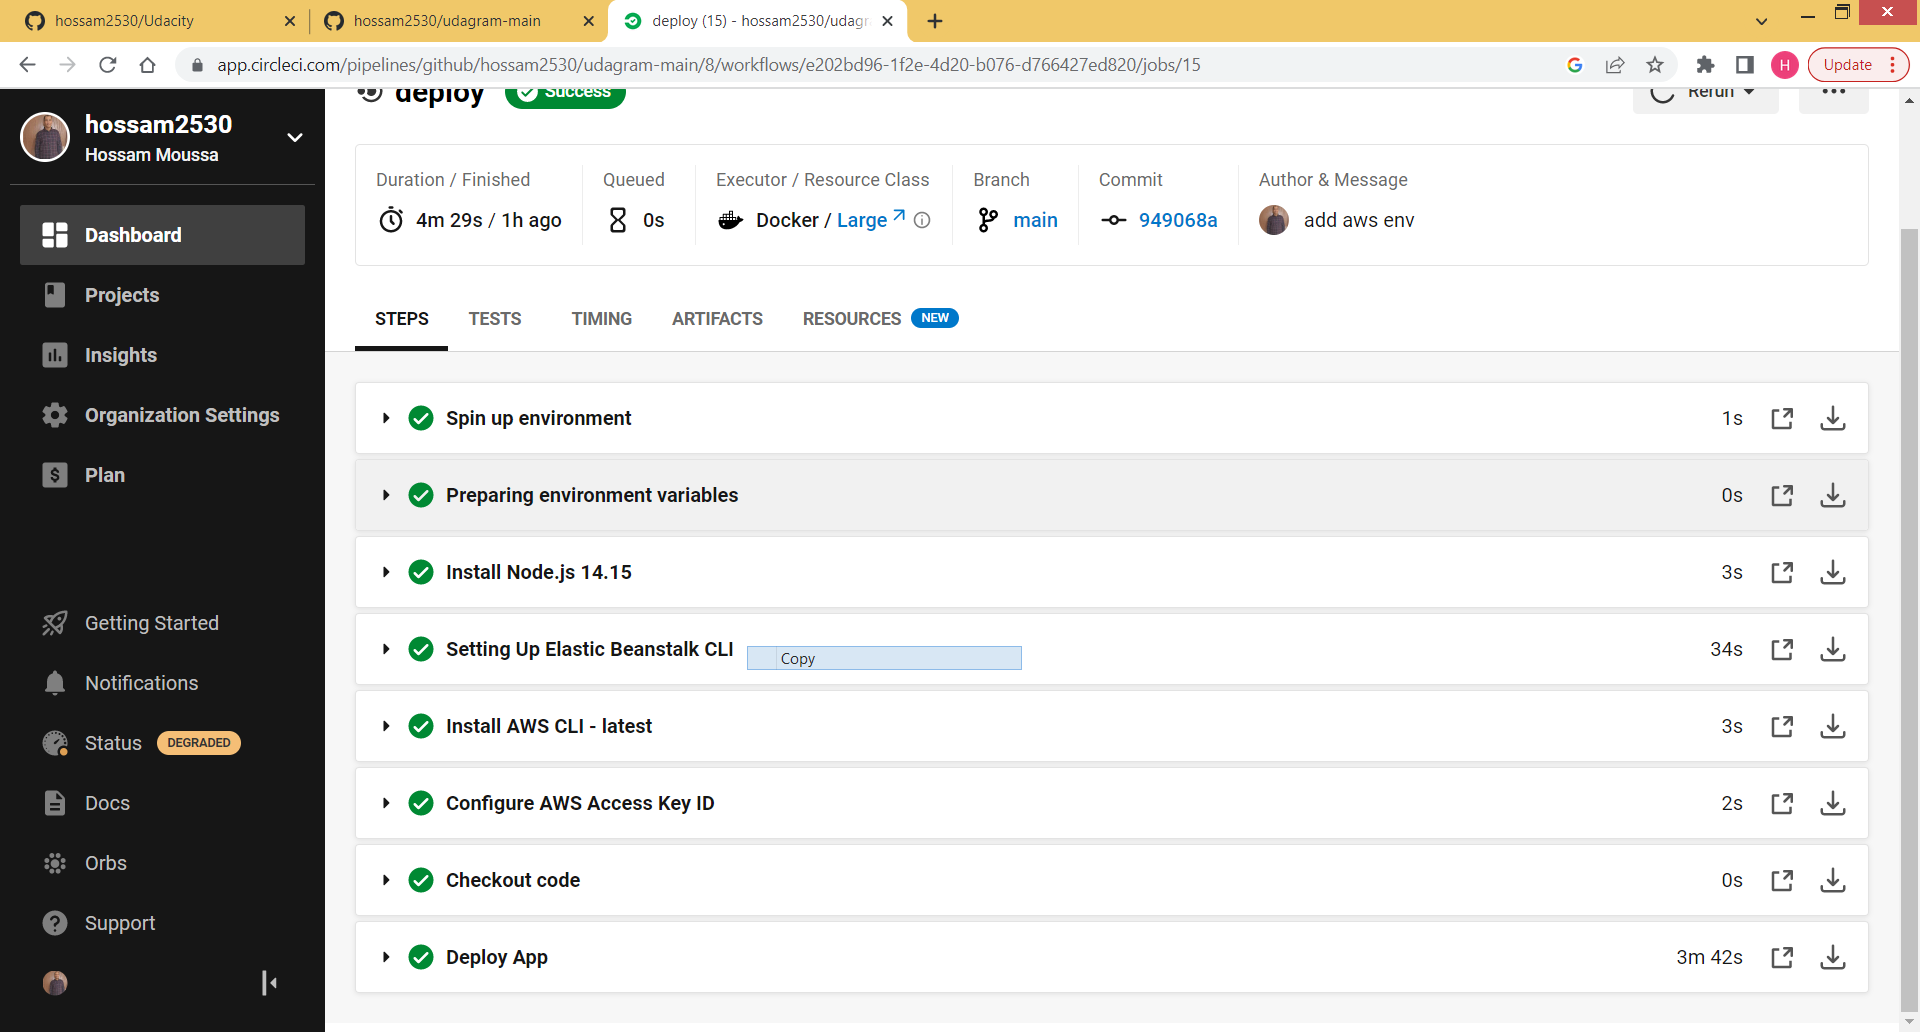 hossam2530/Udacity
hossam2530/udagram-main
deploy (15) - hossam2530/udagr
app.circleci.com/pipelines/github/hossam2530/udagram-main/8/workflows/e202bd96-1f2e-4d20-b076-d766427ed820/jobs/15
H
Update
hossam2530
Hossam Moussa
Dashboard
Projects
Insights
Organization Settings
Plan
Getting Started
Notifications
Status DEGRADED
Docs
Orbs
Support
deploy Success
Rerun
Duration / Finished
4m 29s / 1h ago
Queued
0s
Executor / Resource Class
Docker / Large
Branch
main
Commit
949068a
Author & Message
add aws env
STEPS TESTS TIMING ARTIFACTS RESOURCES NEW
Spin up environment 1s
Preparing environment variables 0s
Install Node.js 14.15 3s
Setting Up Elastic Beanstalk CLI 34s
Copy
Install AWS CLI - latest 3s
Configure AWS Access Key ID 2s
Checkout code 0s
Deploy App 3m 42s